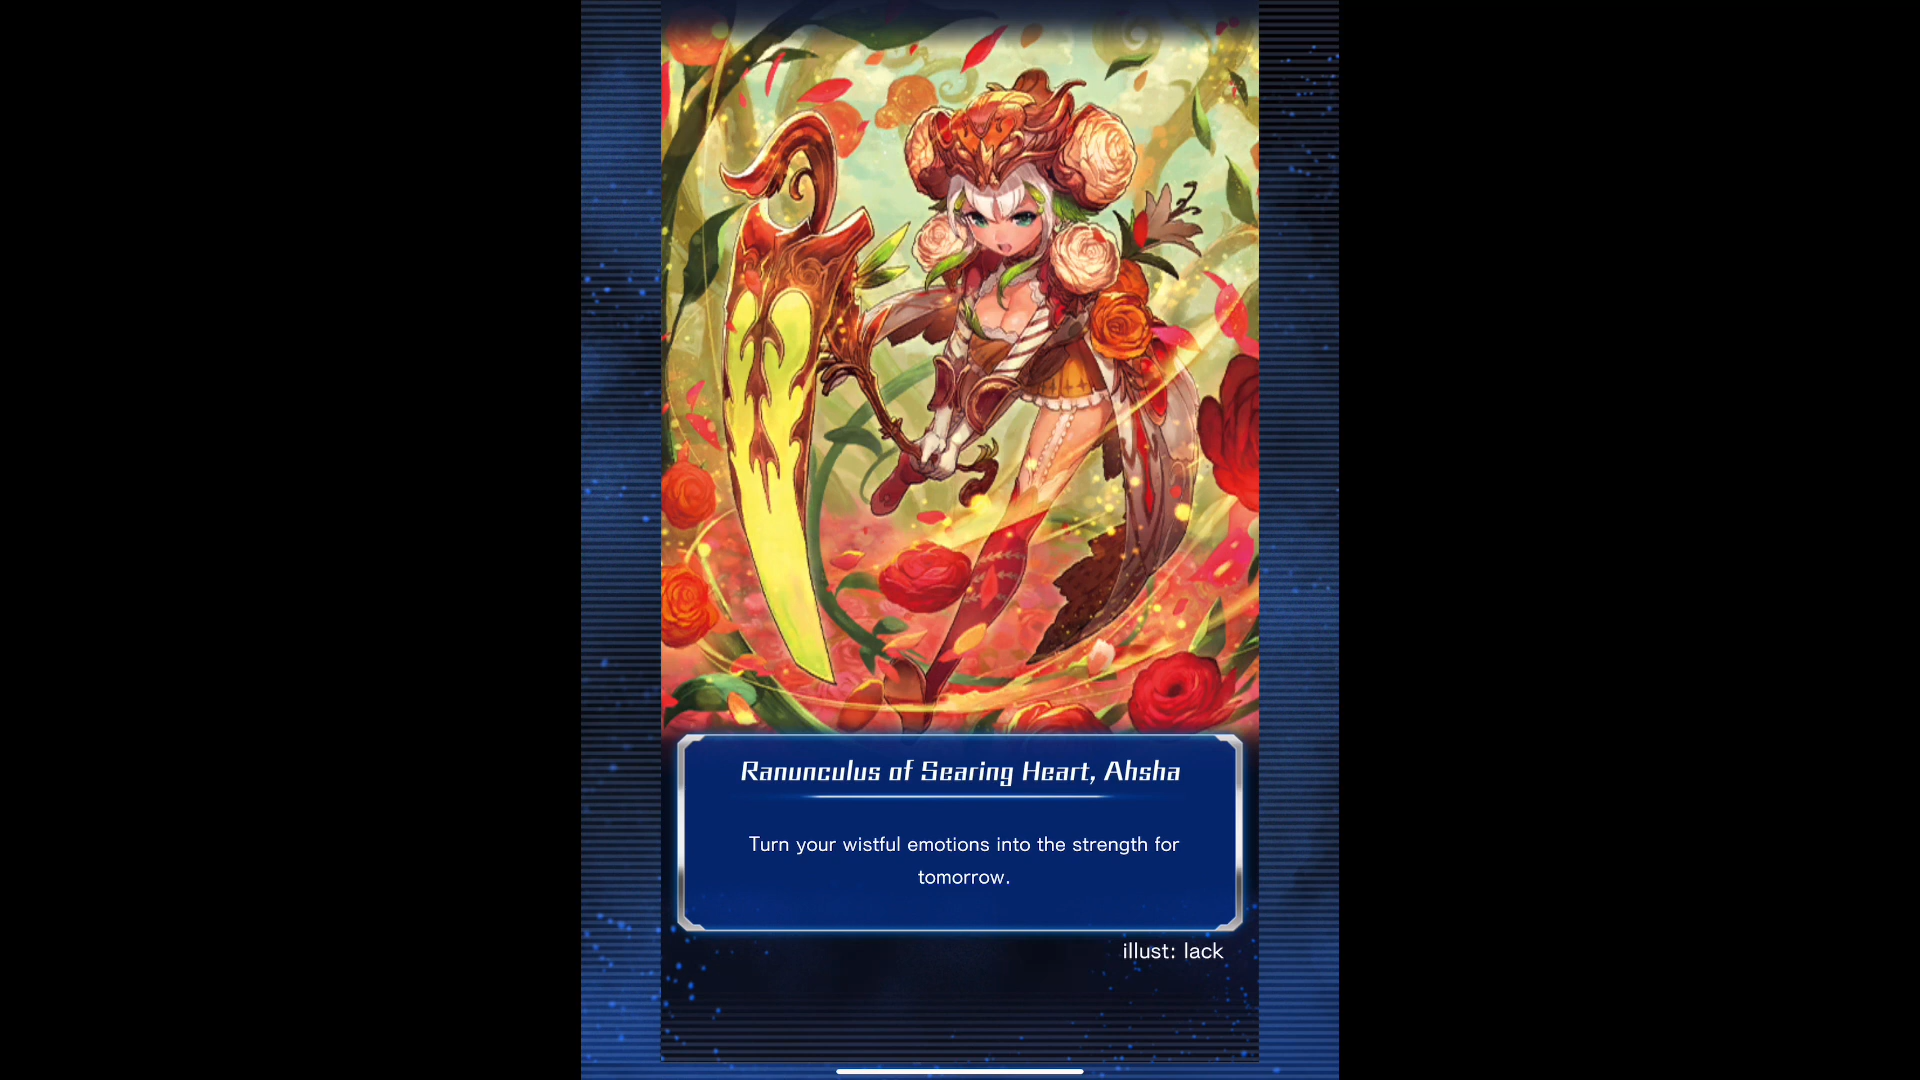 Ranunculus of Searing Heart, Ahsha
Turn your wistful emotions into the strength for
tomorrow.
illust: lack